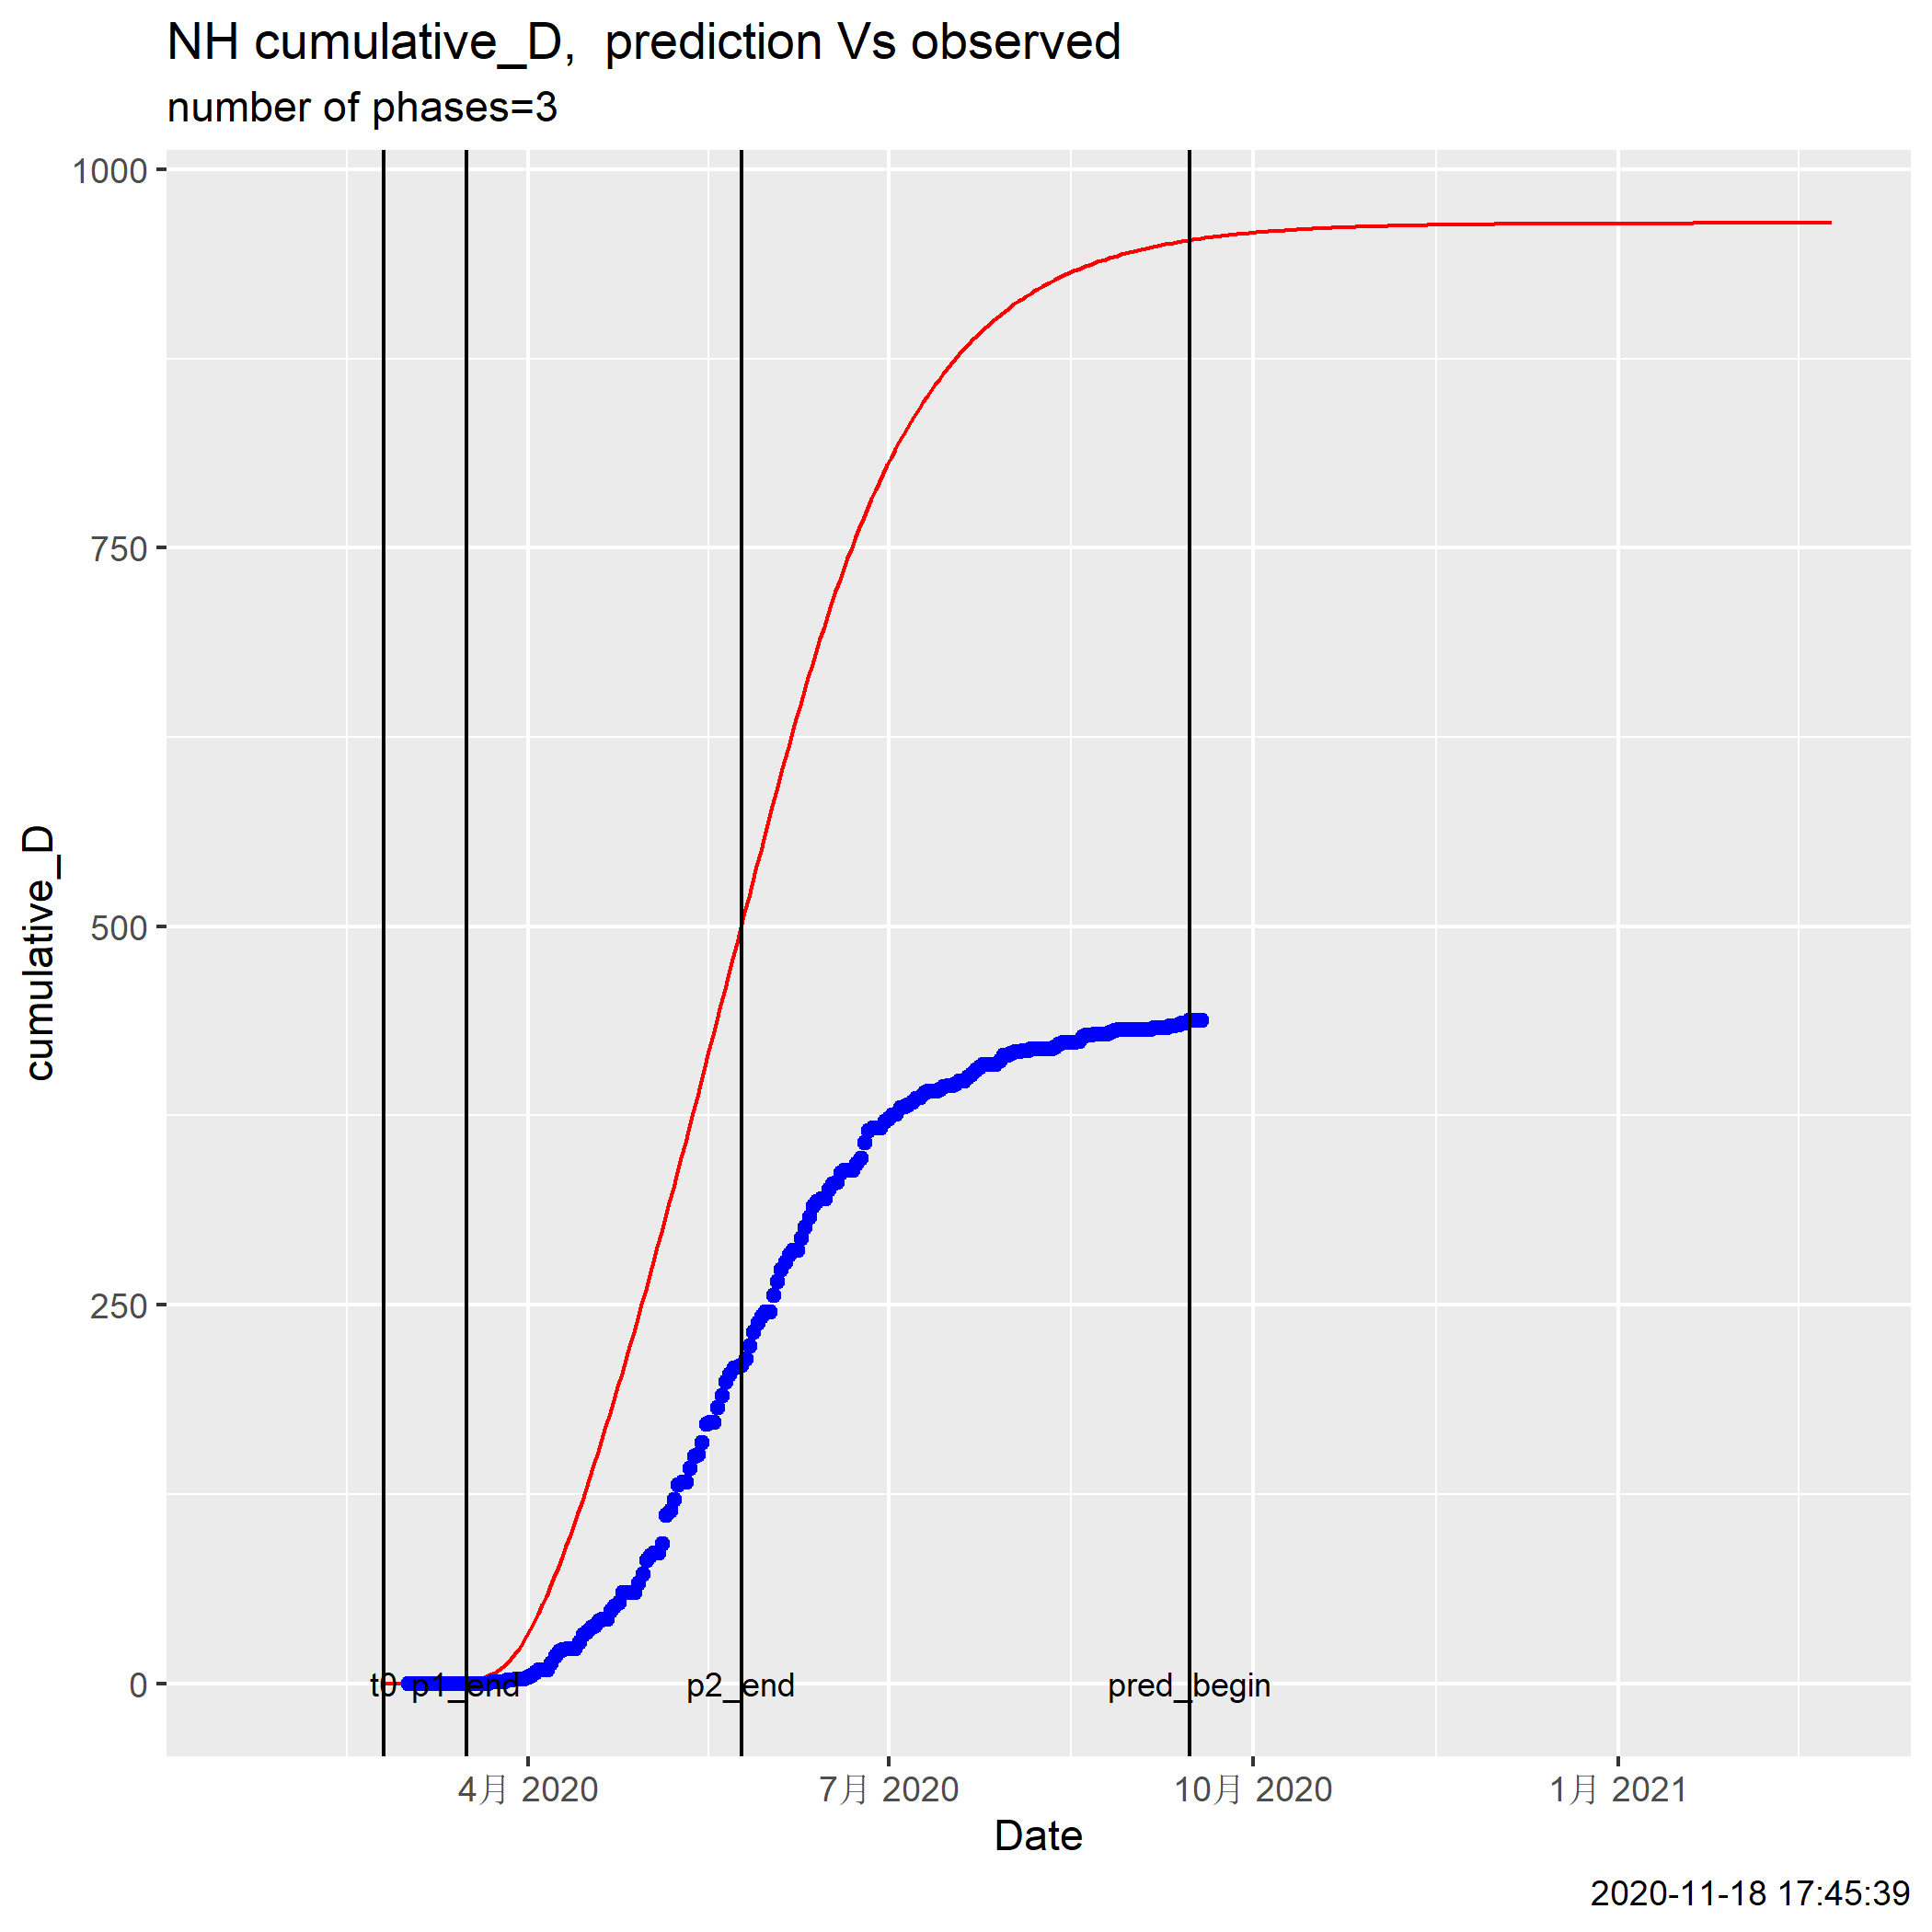 NH cumulative_D,  prediction Vs observed
number of phases=3
1000
750
500
250
0
cumulative_D
t0 p1_end p2_end pred_begin
4月 2020 7月 2020 10月 2020 1月 2021
Date
2020-11-18 17:45:39